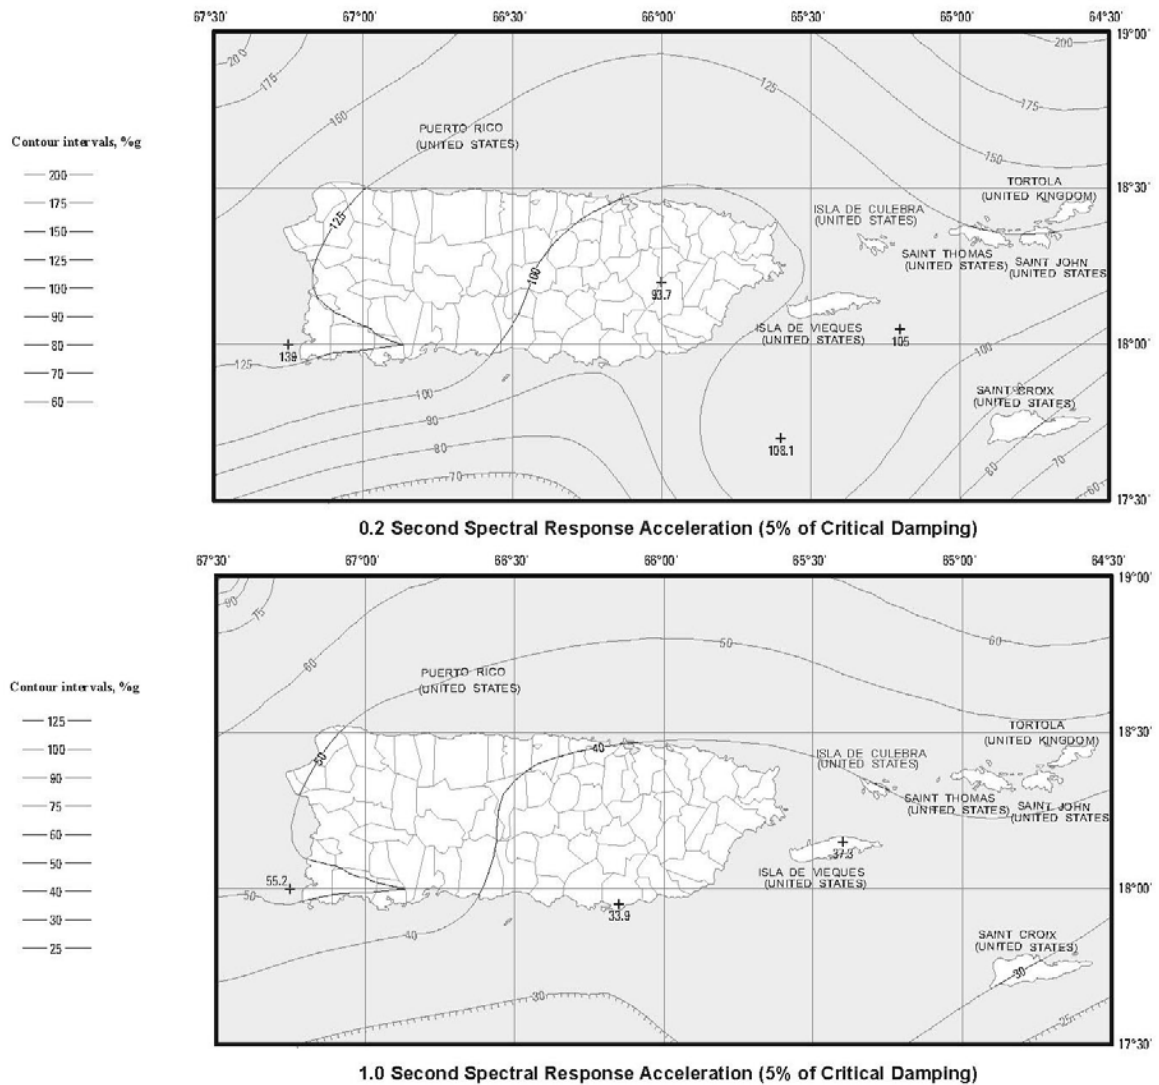 67°30' 67°00' 66°30' 66°00' 65°30' 65°00' 64°30'
19°00'
200
200
175
125
175
Contour intervals, %g
150
PUERTO RICO
(UNITED STATES)
150
200
175
150
125
100
90
80
70
60
TORTOLA
(UNITED KINGDOM)
18°30'
ISLA DE CULEBRA
(UNITED STATES)
125
SAINT THOMAS
(UNITED STATES)
SAINT JOHN
(UNITED STATES
100
93.7
ISLA DE VIEQUES
(UNITED STATES)
105
139
18°00'
125
100
100
SAINT CROIX
(UNITED STATES)
90
90
80
108.1
80
70
70
60
17°30'
0.2 Second Spectral Response Acceleration (5% of Critical Damping)
67°30' 67°00' 66°30' 66°00' 65°30' 65°00' 64°30'
19°00'
90
75
60
50
60
Contour intervals, %g
PUERTO RICO
(UNITED STATES)
125
100
90
75
60
50
40
30
25
TORTOLA
(UNITED KINGDOM)
18°30'
50
40
ISLA DE CULEBRA
(UNITED STATES)
SAINT THOMAS
(UNITED STATES)
SAINT JOHN
(UNITED STATES
37.3
ISLA DE VIEQUES
(UNITED STATES)
55.2
18°00'
50
33.9
40
SAINT CROIX
(UNITED STATES)
30
30
25
17°30'
1.0 Second Spectral Response Acceleration (5% of Critical Damping)